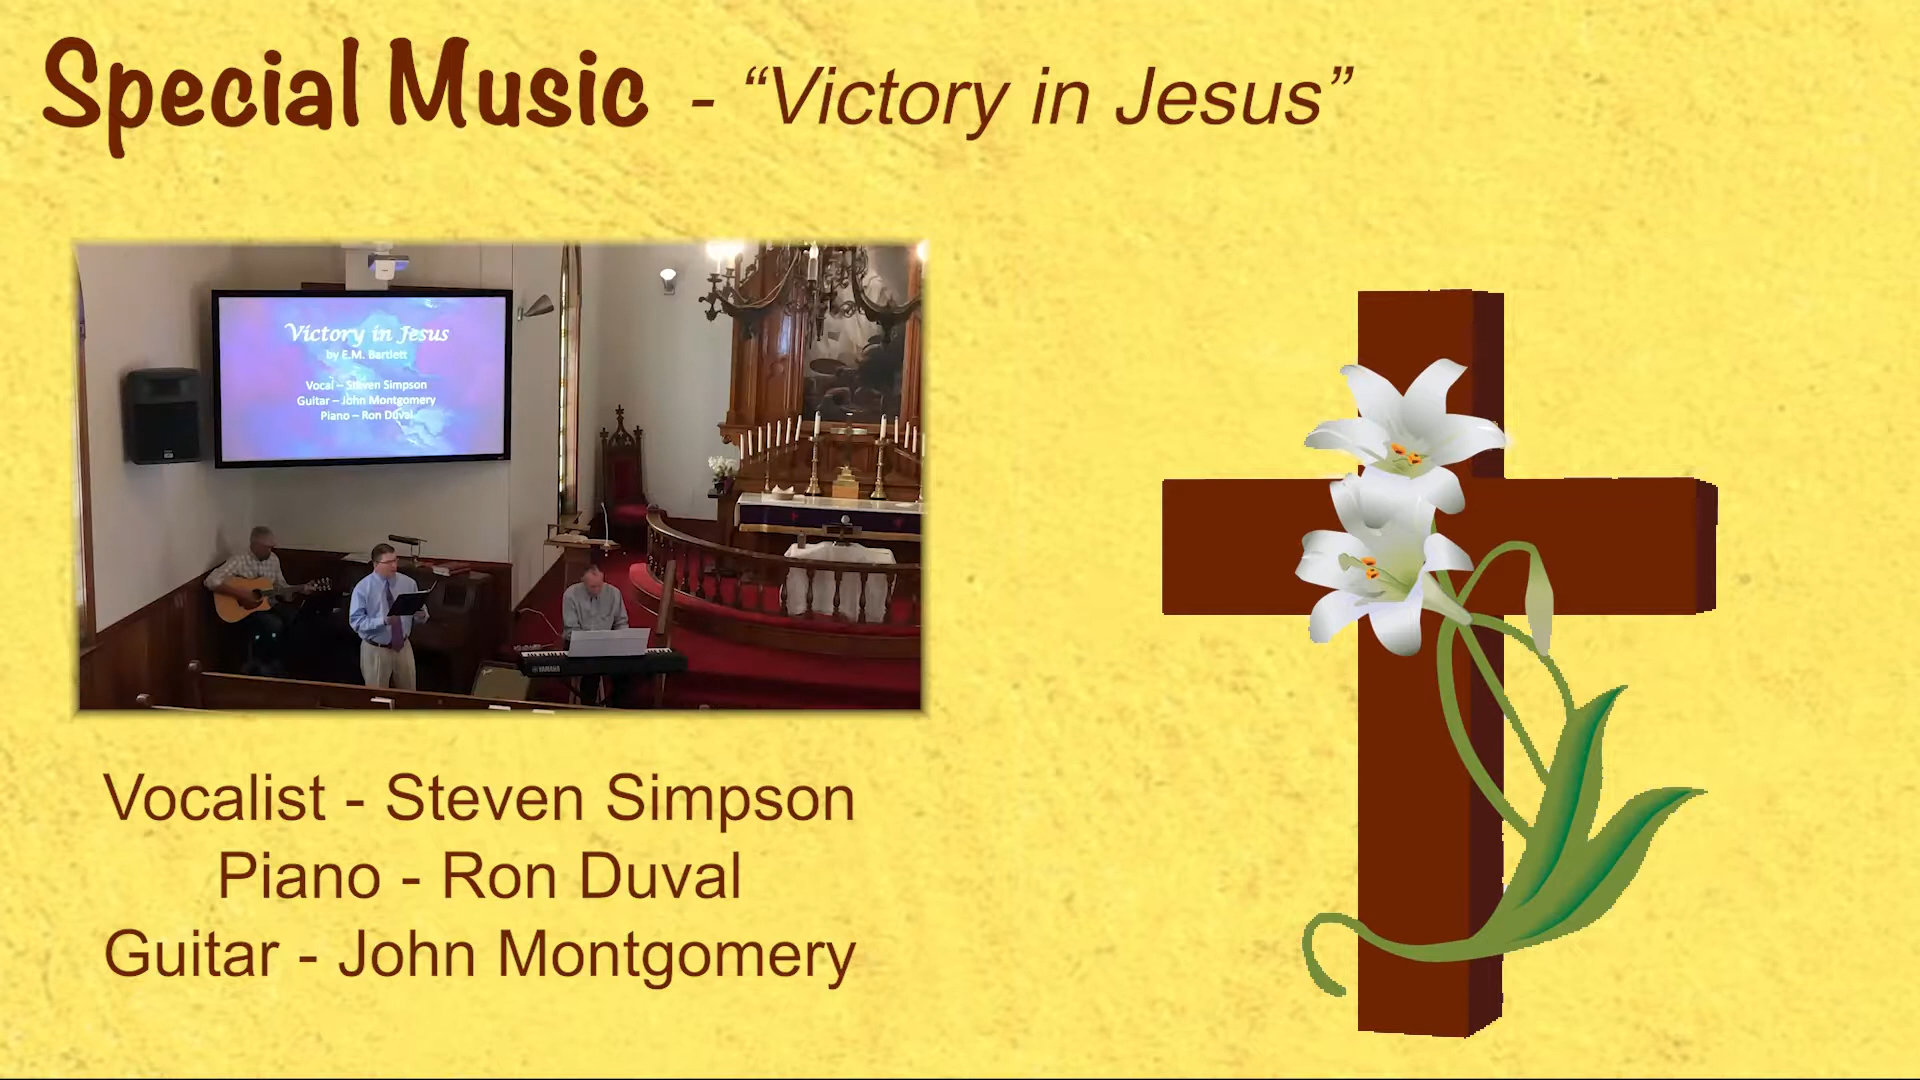 Special Music - “Victory in Jesus”
Victory in Jesus
by E.M. Bartlett
Vocal – Steven Simpson
Guitar – John Montgomery
Piano – Ron Duval
YAMAHA
Vocalist - Steven Simpson
Piano - Ron Duval
Guitar - John Montgomery